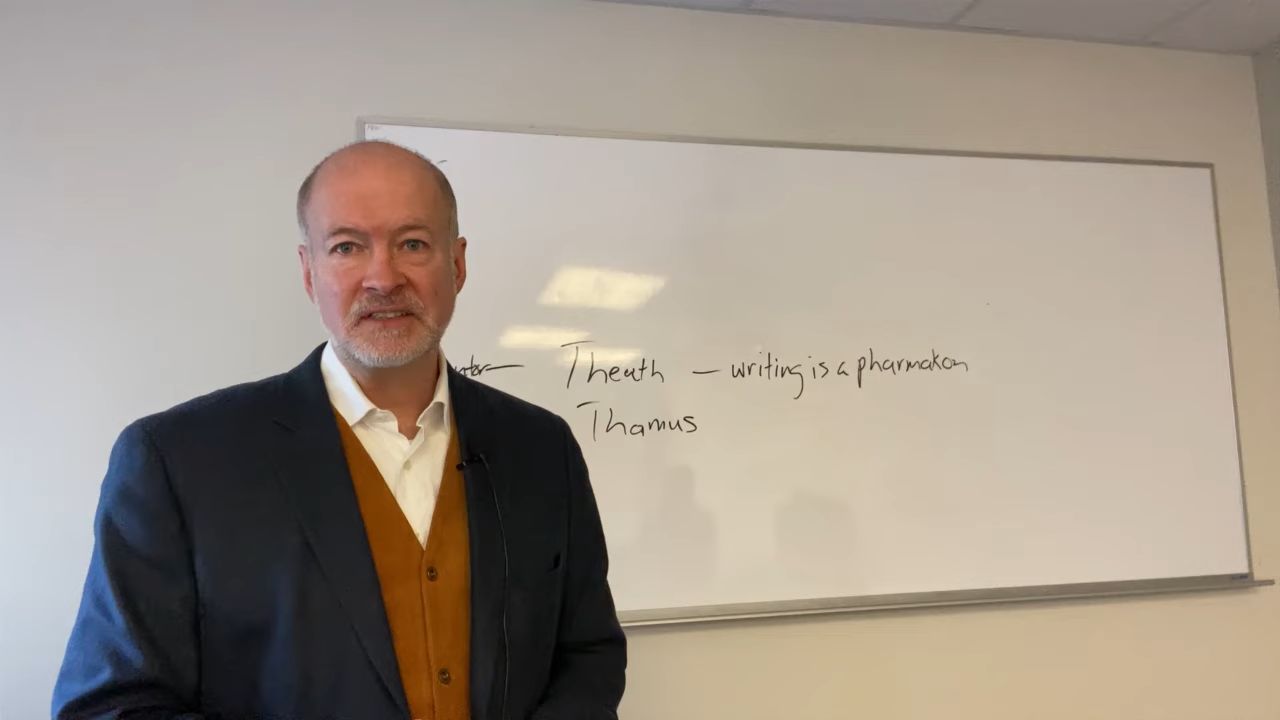 Theuth — writing is a pharmakon
Thamus